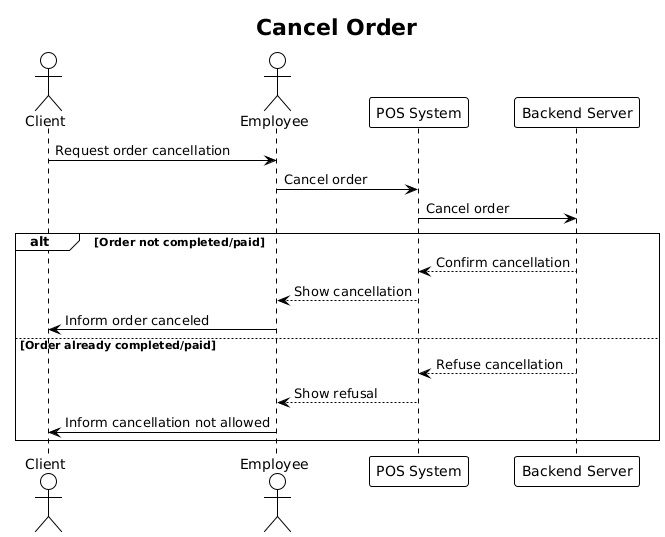 Cancel Order
Client
Employee
POS System
Backend Server
Request order cancellation
Cancel order
Cancel order
alt
[Order not completed/paid]
Confirm cancellation
Show cancellation
Inform order canceled
[Order already completed/paid]
Refuse cancellation
Show refusal
Inform cancellation not allowed
Client
Employee
POS System
Backend Server